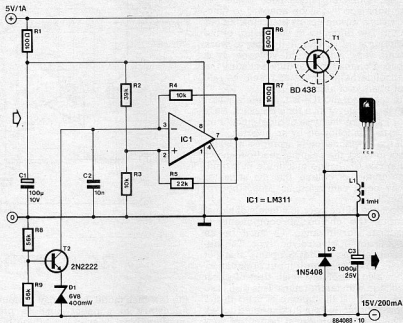 5V/1A
R1
100Ω
R2
39k
R4
10k
R6
560Ω
T1
R7
100Ω
BD 438
3
8
7
2
1
4
IC1
R5
22k
C1
100µ
10V
C2
10n
R3
10k
IC1 = LM311
L1
1mH
0
0
R8
56k
T2
2N2222
R9
56k
D1
6V8
400mW
D2
1N5408
C3
1000µ
25V
15V/200mA
884088 - 10